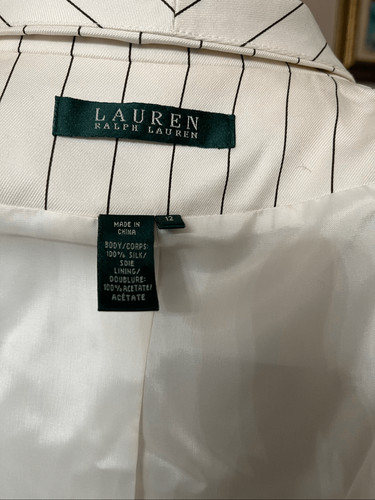 LAUREN
RALPH LAUREN
12
MADE IN
CHINA
BODY/CORPS:
100% SILK/
SOIE
LINING/
DOUBLURE:
100% ACETATE/
ACÉTATE